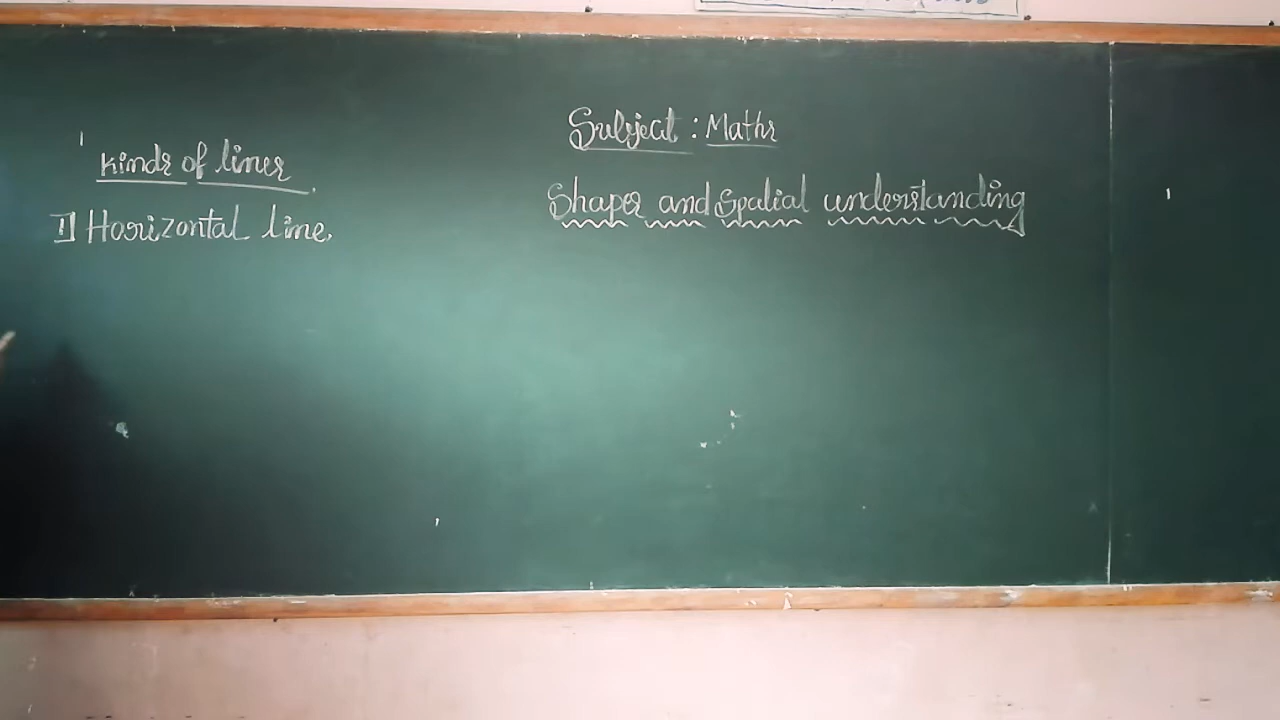 Subject : Maths
Shapes and spatial understanding
Kinds of lines
1] Horizontal line.